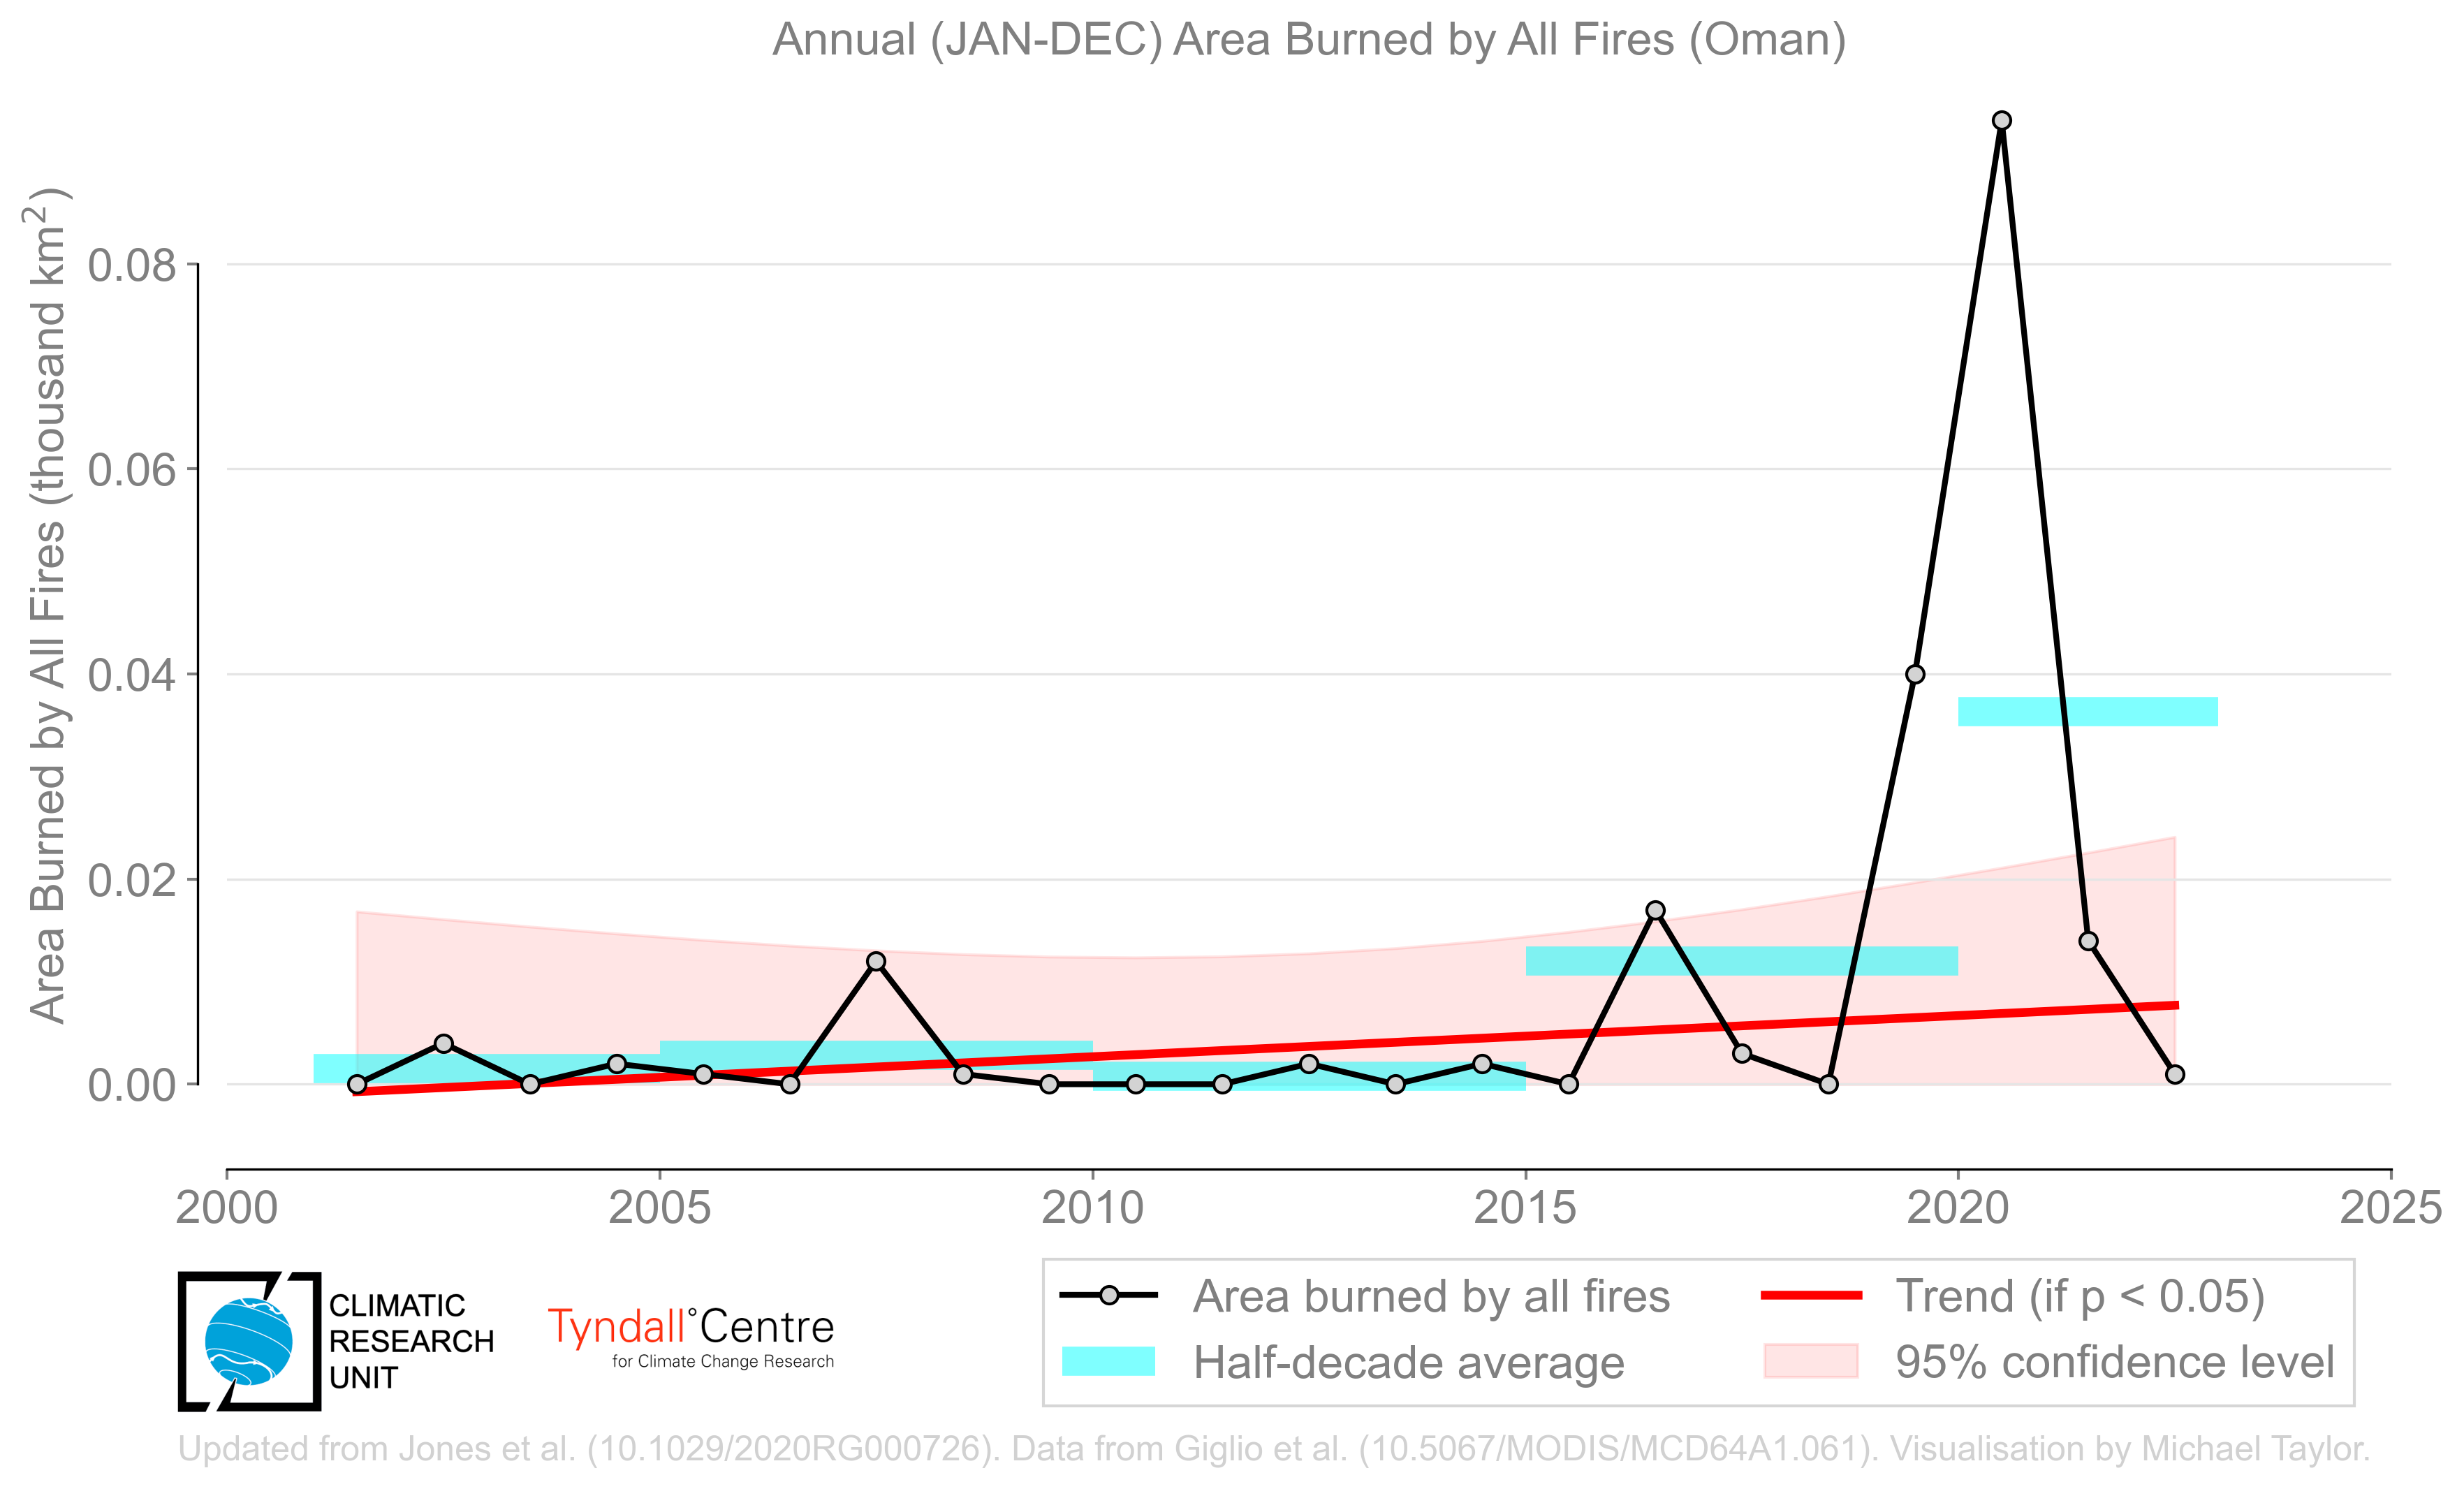 Annual (JAN-DEC) Area Burned by All Fires (Oman)
Area Burned by All Fires (thousand km²)
0.08
0.06
0.04
0.02
0.00
2000
2005
2010
2015
2020
2025
CLIMATIC
RESEARCH
UNIT
Tyndall°Centre
for Climate Change Research
Area burned by all fires
Half-decade average
Trend (if p < 0.05)
95% confidence level
Updated from Jones et al. (10.1029/2020RG000726). Data from Giglio et al. (10.5067/MODIS/MCD64A1.061). Visualisation by Michael Taylor.